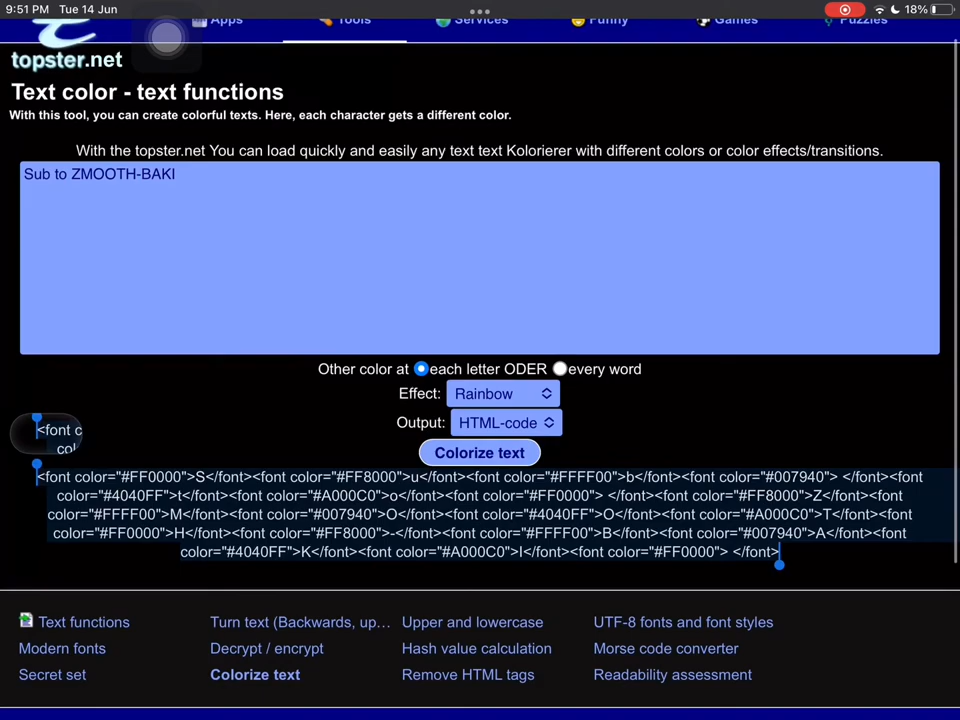 9:51 PM Tue 14 Jun
18%
Apps Tools Services Funny Games Puzzles
topster.net
Text color - text functions
With this tool, you can create colorful texts. Here, each character gets a different color.
With the topster.net You can load quickly and easily any text text Kolorierer with different colors or color effects/transitions.
Sub to ZMOOTH-BAKI
Other color at each letter ODER every word
Effect: Rainbow
Output: HTML-code
<font c
col
Colorize text
<font color="#FF0000">S</font><font color="#FF8000">u</font><font color="#FFFF00">b</font><font color="#007940"> </font><font
color="#4040FF">t</font><font color="#A000C0">o</font><font color="#FF0000"> </font><font color="#FF8000">Z</font><font
color="#FFFF00">M</font><font color="#007940">O</font><font color="#4040FF">O</font><font color="#A000C0">T</font><font
color="#FF0000">H</font><font color="#FF8000">-</font><font color="#FFFF00">B</font><font color="#007940">A</font><font
color="#4040FF">K</font><font color="#A000C0">I</font><font color="#FF0000"> </font>
Text functions Turn text (Backwards, up... Upper and lowercase UTF-8 fonts and font styles
Modern fonts Decrypt / encrypt Hash value calculation Morse code converter
Secret set Colorize text Remove HTML tags Readability assessment